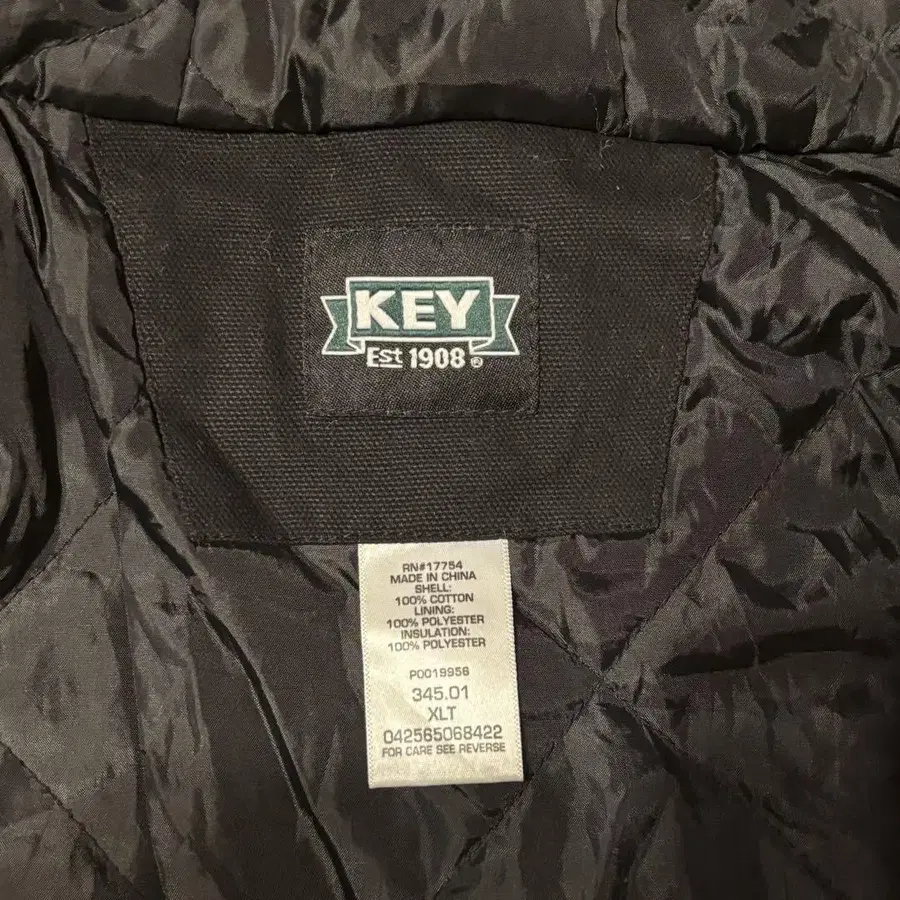 KEY
Est 1908®
RN#17754
MADE IN CHINA
SHELL:
100% COTTON
LINING:
100% POLYESTER
INSULATION:
100% POLYESTER
P0019956
345.01
XLT
042565068422
FOR CARE SEE REVERSE